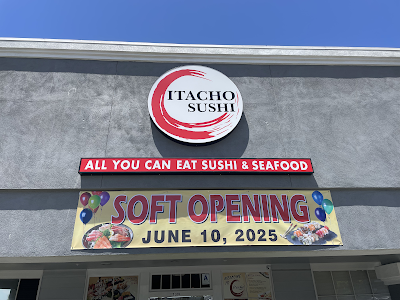 ITACHO
SUSHI
ALL YOU CAN EAT SUSHI & SEAFOOD
SOFT OPENING
JUNE 10, 2025